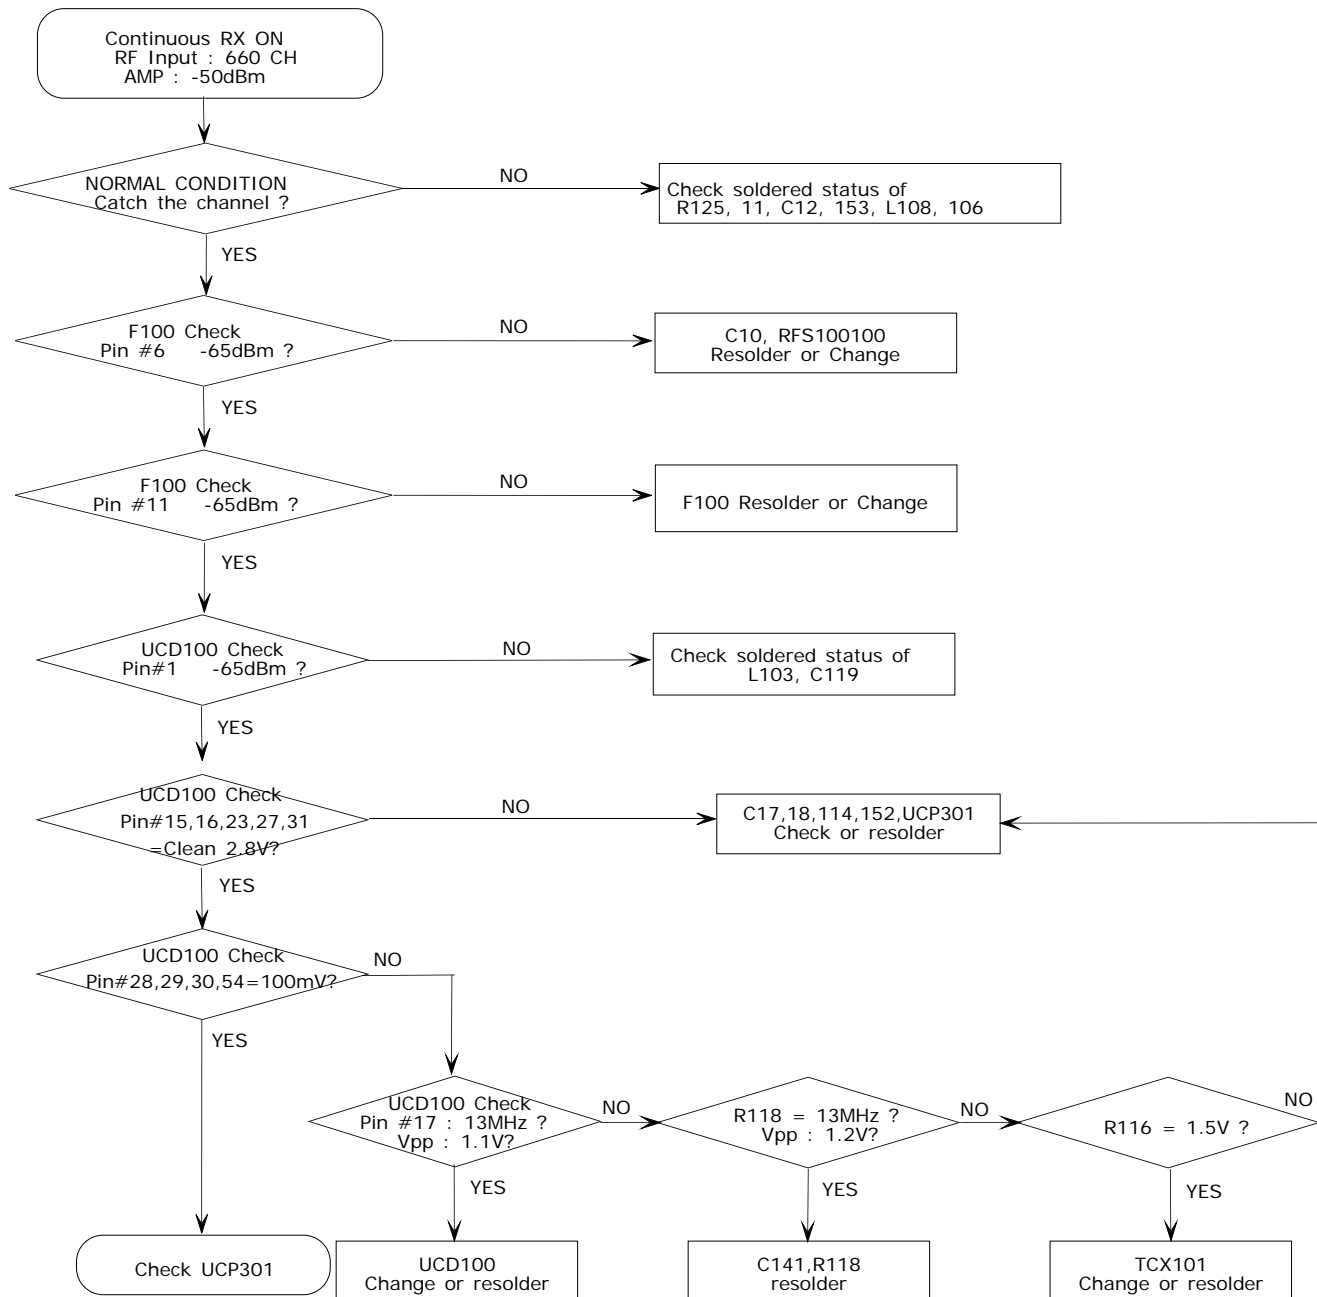 Continuous RX ON
RF Input : 660 CH
AMP : -50dBm
NORMAL CONDITION
Catch the channel ?
NO
Check soldered status of
R125, 11, C12, 153, L108, 106
YES
F100 Check
Pin #6 -65dBm ?
NO
C10, RFS100100
Resolder or Change
YES
F100 Check
Pin #11 -65dBm ?
NO
F100 Resolder or Change
YES
UCD100 Check
Pin#1 -65dBm ?
NO
Check soldered status of
L103, C119
YES
UCD100 Check
Pin#15,16,23,27,31
=Clean 2.8V?
NO
C17,18,114,152,UCP301
Check or resolder
YES
UCD100 Check
Pin#28,29,30,54=100mV?
NO
YES
UCD100 Check
Pin #17 : 13MHz ?
Vpp : 1.1V?
NO
R118 = 13MHz ?
Vpp : 1.2V?
NO
R116 = 1.5V ?
NO
YES
YES
YES
Check UCP301
UCD100
Change or resolder
C141,R118
resolder
TCX101
Change or resolder